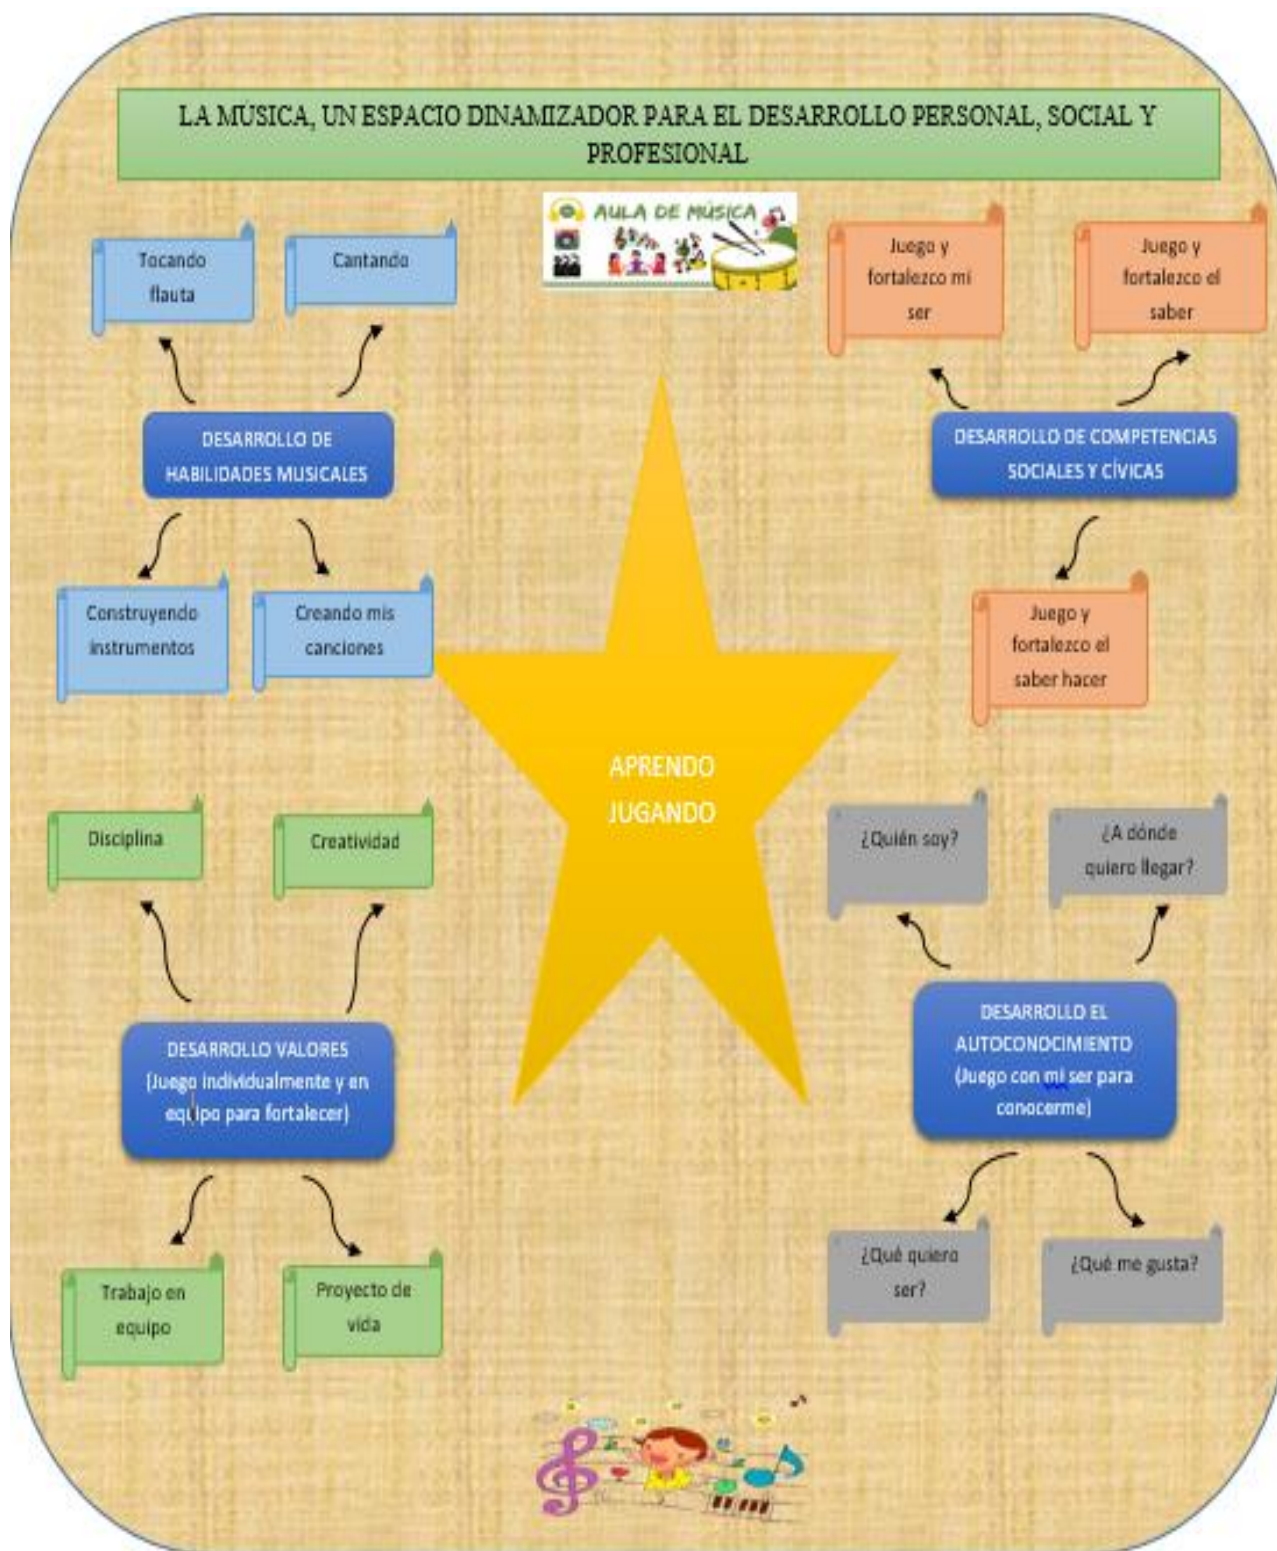 LA MÚSICA, UN ESPACIO DINAMIZADOR PARA EL DESARROLLO PERSONAL, SOCIAL Y
PROFESIONAL
AULA DE MÚSICA
Tocando
flauta
Cantando
DESARROLLO DE
HABILIDADES MUSICALES
Construyendo
instrumentos
Creando mis
canciones
Juego y
fortalezco mi
ser
Juego y
fortalezco el
saber
DESARROLLO DE COMPETENCIAS
SOCIALES Y CÍVICAS
Juego y
fortalezco el
saber hacer
APRENDO
JUGANDO
Disciplina
Creatividad
DESARROLLO VALORES
(Juego individualmente y en
equipo para fortalecer)
Trabajo en
equipo
Proyecto de
vida
¿Quién soy?
¿A dónde
quiero llegar?
DESARROLLO EL
AUTOCONOCIMIENTO
(Juego con mi ser para
conocerme)
¿Qué quiero
ser?
¿Qué me gusta?